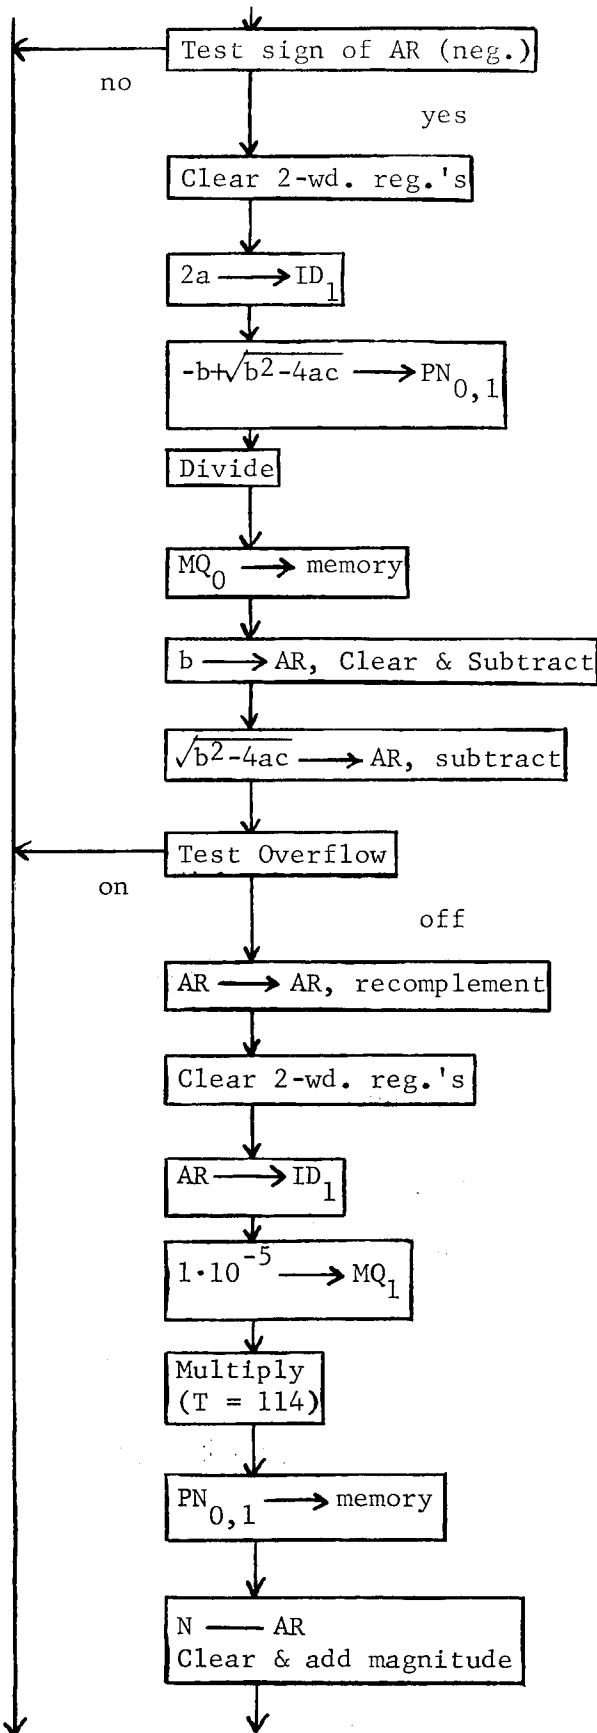 Test sign of AR (neg.)
no
yes
Clear 2-wd. reg.'s
2a ⟶ ID₁
-b+√b²-4ac ⟶ PN₀,₁
Divide
MQ₀ ⟶ memory
b ⟶ AR, Clear & Subtract
√b²-4ac ⟶ AR, subtract
Test Overflow
on
off
AR ⟶ AR, recomplement
Clear 2-wd. reg.'s
AR ⟶ ID₁
1·10⁻⁵ ⟶ MQ₁
Multiply
(T = 114)
PN₀,₁ ⟶ memory
N — AR
Clear & add magnitude